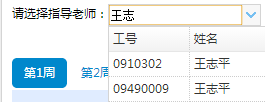 请选择指导老师：王志
工号 姓名
0910302 王志平
第1周 第2周
09490009 王志平